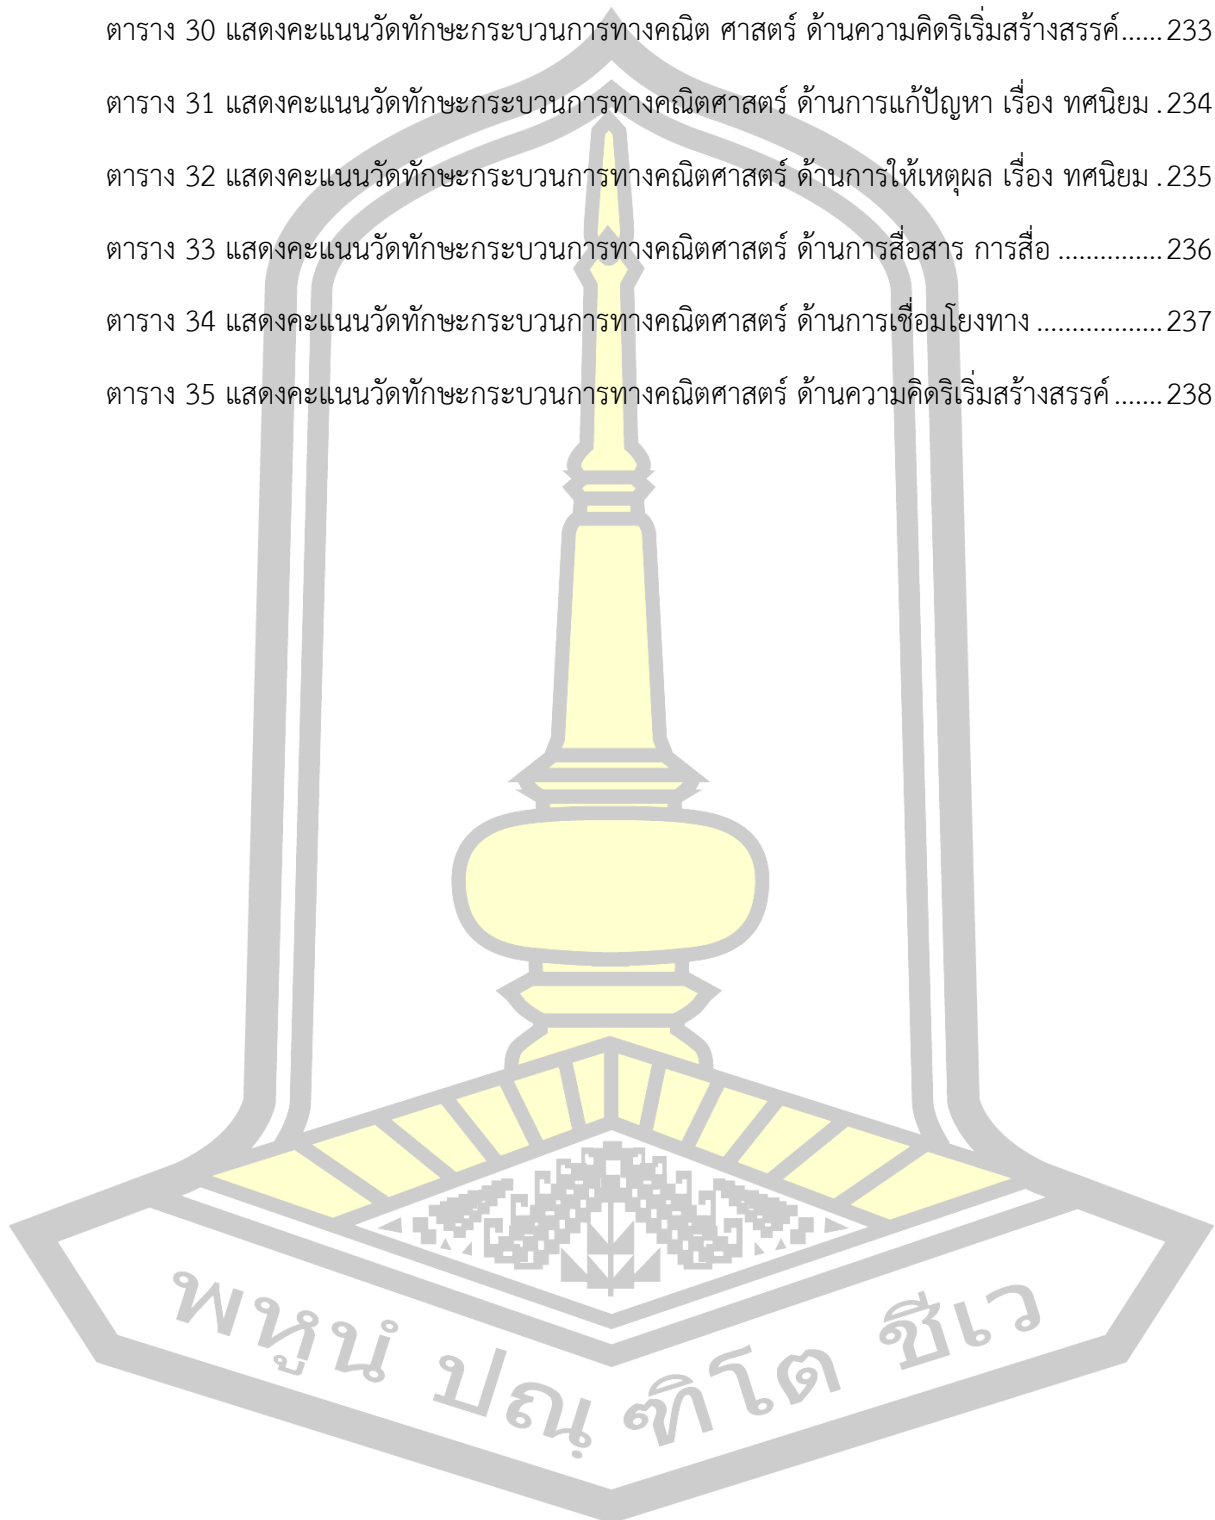 ตาราง 30 แสดงคะแนนวัดทักษะกระบวนการทางคณิต ศาสตร์ ด้านความคิดริเริ่มสร้างสรรค์......233
ตาราง 31 แสดงคะแนนวัดทักษะกระบวนการทางคณิตศาสตร์ ด้านการแก้ปัญหา เรื่อง ทศนิยม .234
ตาราง 32 แสดงคะแนนวัดทักษะกระบวนการทางคณิตศาสตร์ ด้านการให้เหตุผล เรื่อง ทศนิยม .235
ตาราง 33 แสดงคะแนนวัดทักษะกระบวนการทางคณิตศาสตร์ ด้านการสื่อสาร การสื่อ ...............236
ตาราง 34 แสดงคะแนนวัดทักษะกระบวนการทางคณิตศาสตร์ ด้านการเชื่อมโยงทาง ..................237
ตาราง 35 แสดงคะแนนวัดทักษะกระบวนการทางคณิตศาสตร์ ด้านความคิดริเริ่มสร้างสรรค์.......238
พหูนํ ปณฺ ฑิโต ชีเว